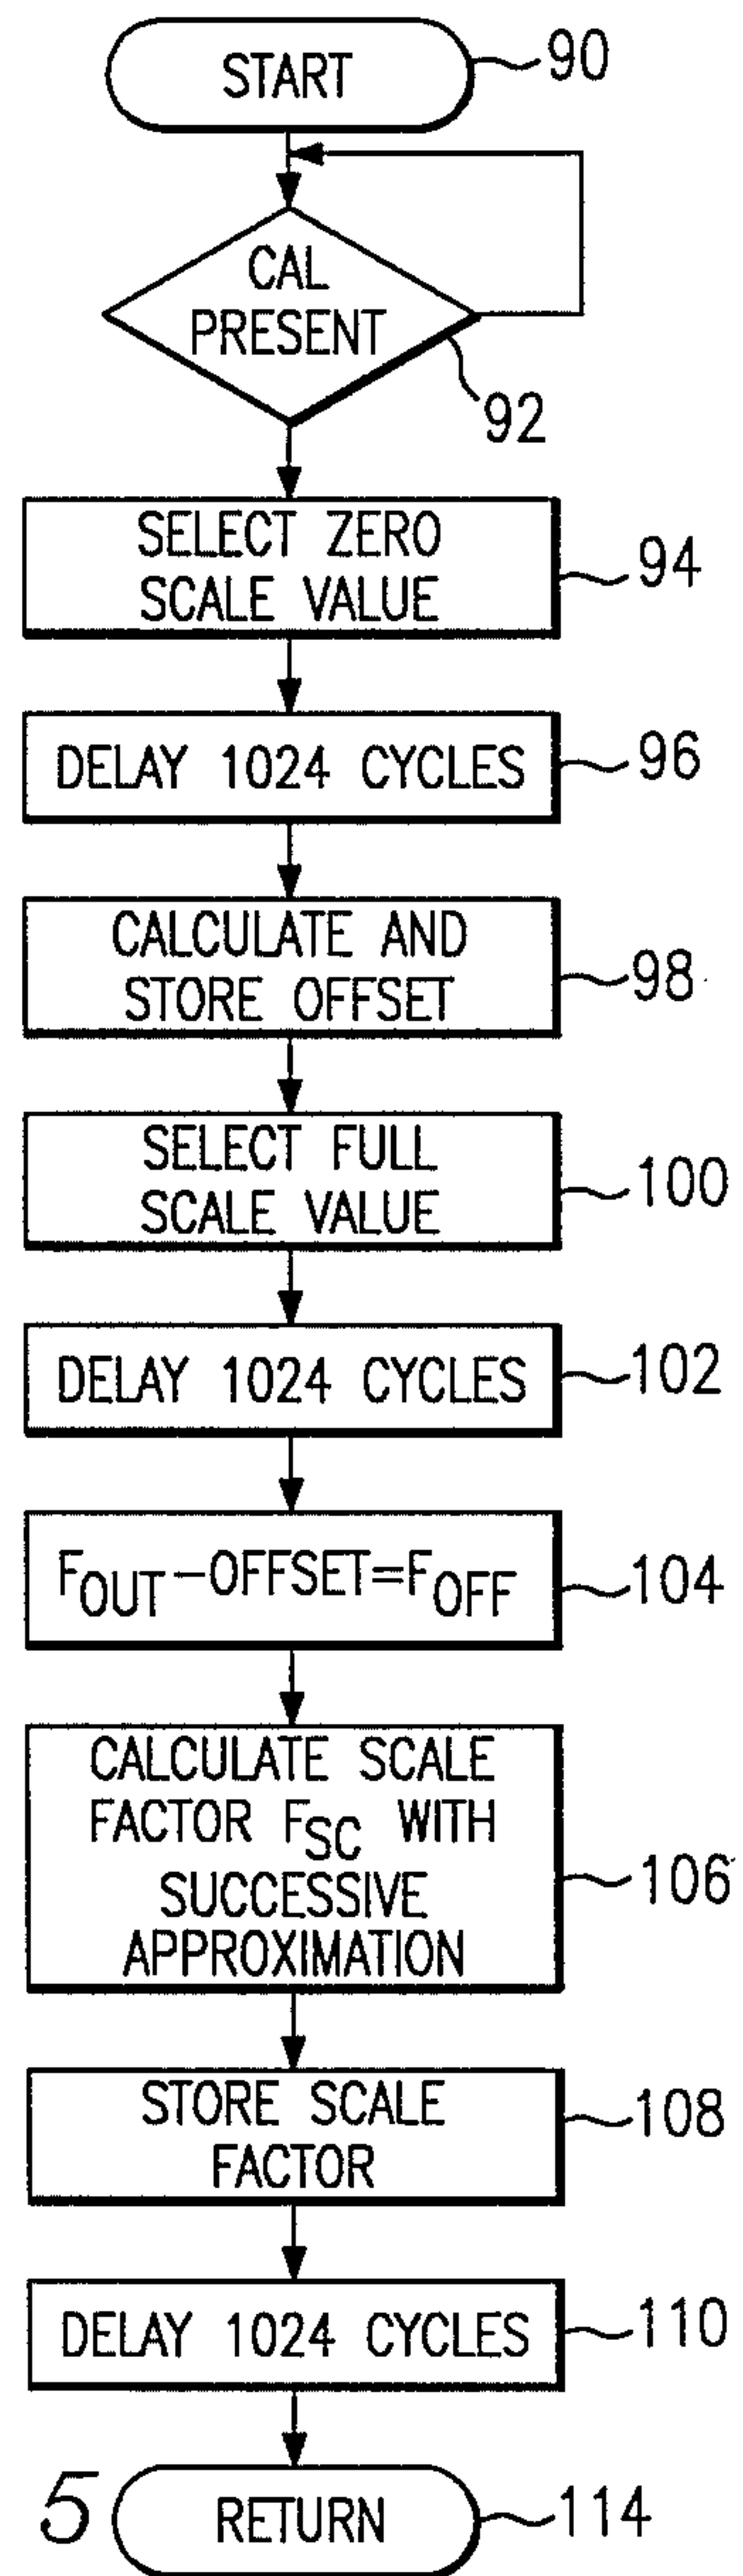 START
90
CAL
PRESENT
92
SELECT ZERO
SCALE VALUE
94
DELAY 1024 CYCLES
96
CALCULATE AND
STORE OFFSET
98
SELECT FULL
SCALE VALUE
100
DELAY 1024 CYCLES
102
FOUT-OFFSET=FOFF
104
CALCULATE SCALE
FACTOR FSC WITH
SUCCESSIVE
APPROXIMATION
106
STORE SCALE
FACTOR
108
DELAY 1024 CYCLES
110
5
RETURN
114